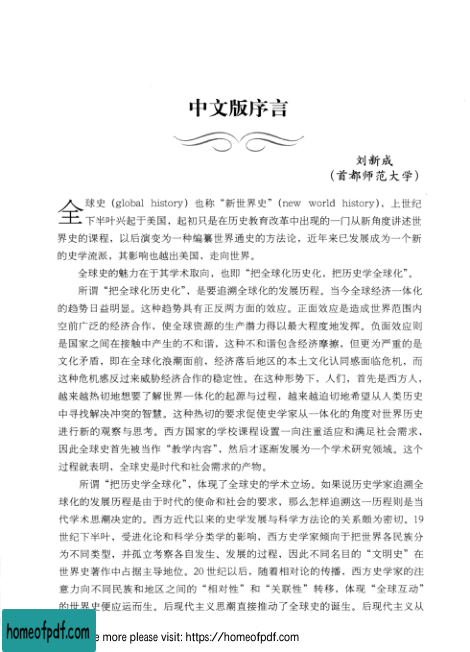 中文版序言
刘新成
（首都师范大学）
全球史（global history）也称“新世界史”（new world history），上世纪
下半叶兴起于美国，起初只是在历史教育改革中出现的一门从新角度讲述世
界史的课程，以后演变为一种编纂世界通史的方法论，近年来已发展成为一个新
的史学流派，其影响也越出美国，走向世界。
全球史的魅力在于其学术取向，也即“把全球化历史化，把历史学全球化”。
所谓“把全球化历史化”，是要追溯全球化的发展历程。当今全球经济一体化
的趋势日益明显。这种趋势具有正反两方面的效应。正面效应是造成世界范围内
空前广泛的经济合作，使全球资源的生产潜力得以最大程度地发挥。负面效应则
是国家之间在接触中产生的不和谐，这种不和谐包含经济摩擦，但更为严重的是
文化矛盾，即在全球化浪潮面前，经济落后地区的本土文化认同感面临危机，而
这种危机感反过来威胁经济合作的稳定性。在这种形势下，人们，首先是西方人，
越来越热切地想要了解世界一体化的起源与过程，越来越迫切地希望从人类历史
中寻找解决冲突的智慧。这种热切的要求促使史学家从一体化的角度对世界历史
进行新的观察与思考。西方国家的学校课程设置一向注重适应和满足社会需求，
因此全球史首先被当作“教学内容”，然后才逐渐发展为一个学术研究领域。这个
过程就表明，全球史是时代和社会需求的产物。
所谓“把历史学全球化”，体现了全球史的学术立场。如果说历史学家追溯全
球化的发展历程是由于时代的使命和社会的要求，那么怎样追溯这一历程则是当
代学术思潮决定的。西方近代以来的史学发展与科学方法论的关系颇为密切，19
世纪下半叶，受进化论和科学分类学的影响，西方史学家倾向于把世界各民族分
为不同类型，并孤立考察各自发生、发展的过程，因此不同名目的“文明史”在
世界史著作中占据主导地位。20世纪以后，随着相对论的传播，西方史学家的注
意力向不同民族和地区之间的“相对性”和“关联性”转移，体现“全球互动”
的世界史便应运而生。后现代主义思潮直接推动了全球史的诞生。后现代主义从
homeofpdf.com
e more please visit: https://homeofpdf.com